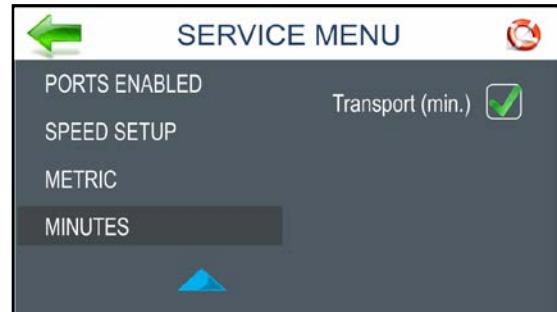 SERVICE MENU
PORTS ENABLED
Transport (min.)
SPEED SETUP
METRIC
MINUTES